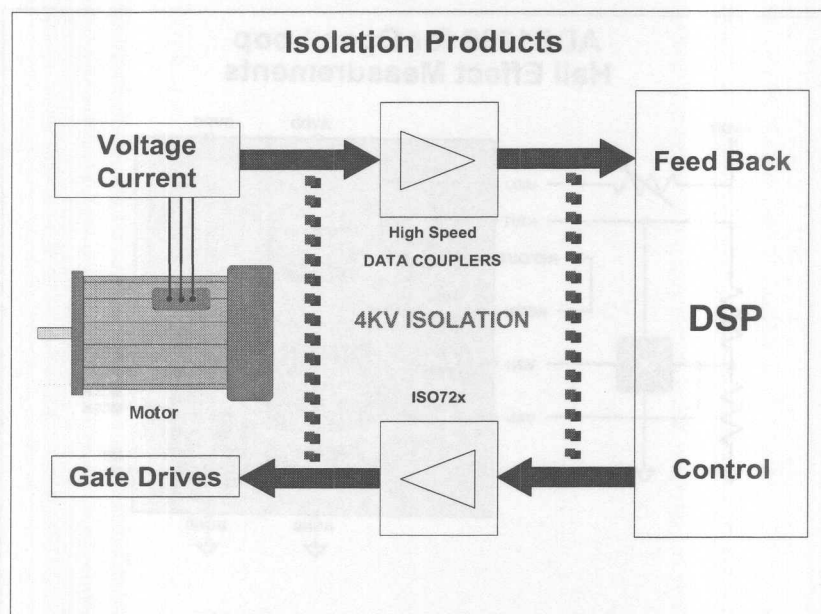 Isolation Products
Voltage
Current
Feed Back
High Speed
DATA COUPLERS
4KV ISOLATION
DSP
ISO72x
Motor
Gate Drives
Control